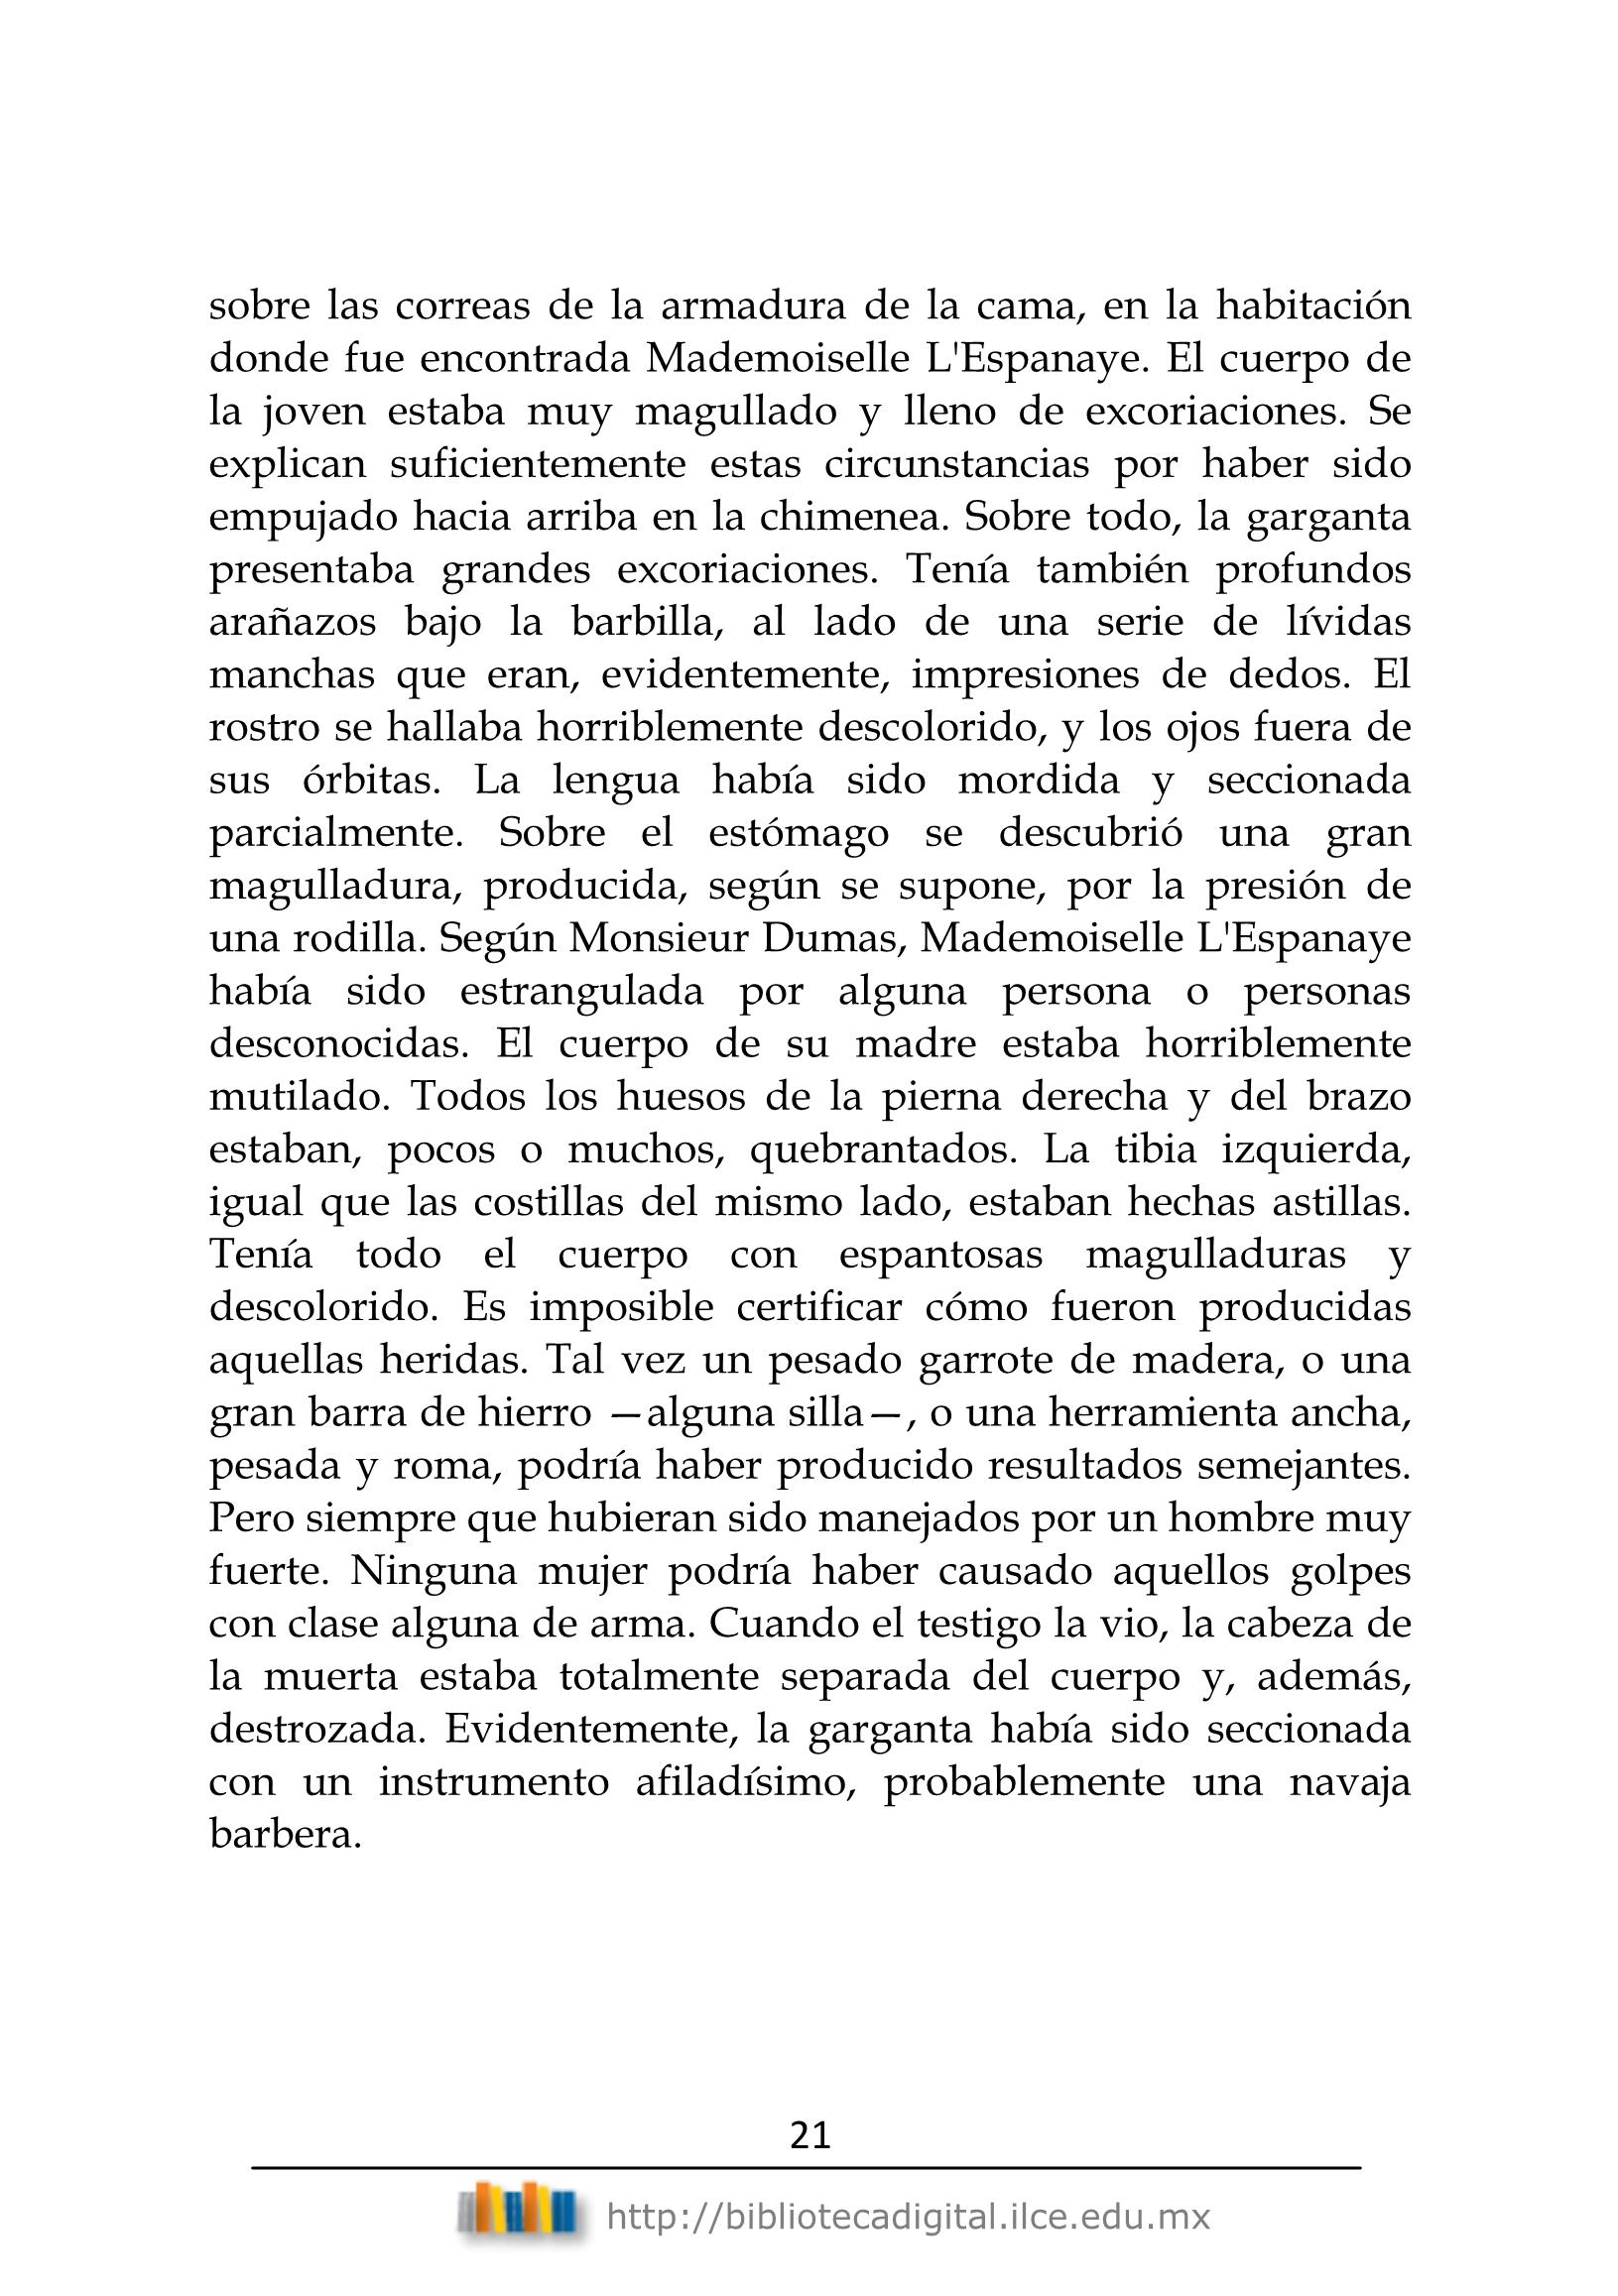 sobre las correas de la armadura de la cama, en la habitación
donde fue encontrada Mademoiselle L'Espanaye. El cuerpo de
la joven estaba muy magullado y lleno de excoriaciones. Se
explican suficientemente estas circunstancias por haber sido
empujado hacia arriba en la chimenea. Sobre todo, la garganta
presentaba grandes excoriaciones. Tenía también profundos
arañazos bajo la barbilla, al lado de una serie de lívidas
manchas que eran, evidentemente, impresiones de dedos. El
rostro se hallaba horriblemente descolorido, y los ojos fuera de
sus órbitas. La lengua había sido mordida y seccionada
parcialmente. Sobre el estómago se descubrió una gran
magulladura, producida, según se supone, por la presión de
una rodilla. Según Monsieur Dumas, Mademoiselle L'Espanaye
había sido estrangulada por alguna persona o personas
desconocidas. El cuerpo de su madre estaba horriblemente
mutilado. Todos los huesos de la pierna derecha y del brazo
estaban, pocos o muchos, quebrantados. La tibia izquierda,
igual que las costillas del mismo lado, estaban hechas astillas.
Tenía todo el cuerpo con espantosas magulladuras y
descolorido. Es imposible certificar cómo fueron producidas
aquellas heridas. Tal vez un pesado garrote de madera, o una
gran barra de hierro —alguna silla—, o una herramienta ancha,
pesada y roma, podría haber producido resultados semejantes.
Pero siempre que hubieran sido manejados por un hombre muy
fuerte. Ninguna mujer podría haber causado aquellos golpes
con clase alguna de arma. Cuando el testigo la vio, la cabeza de
la muerta estaba totalmente separada del cuerpo y, además,
destrozada. Evidentemente, la garganta había sido seccionada
con un instrumento afiladísimo, probablemente una navaja
barbera.
21
http://bibliotecadigital.ilce.edu.mx